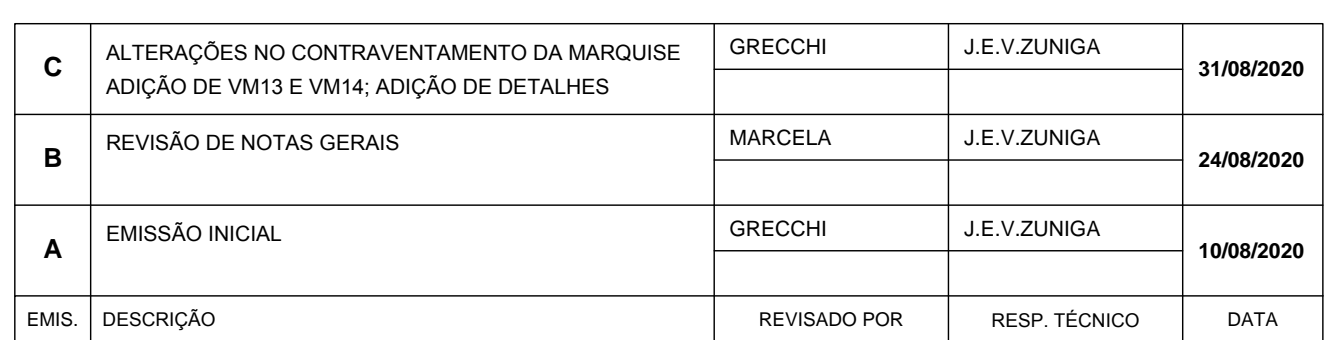 C
ALTERAÇÕES NO CONTRAVENTAMENTO DA MARQUISE
ADIÇÃO DE VM13 E VM14; ADIÇÃO DE DETALHES
GRECCHI
J.E.V.ZUNIGA
31/08/2020
B
REVISÃO DE NOTAS GERAIS
MARCELA
J.E.V.ZUNIGA
24/08/2020
A
EMISSÃO INICIAL
GRECCHI
J.E.V.ZUNIGA
10/08/2020
EMIS.
DESCRIÇÃO
REVISADO POR
RESP. TÉCNICO
DATA